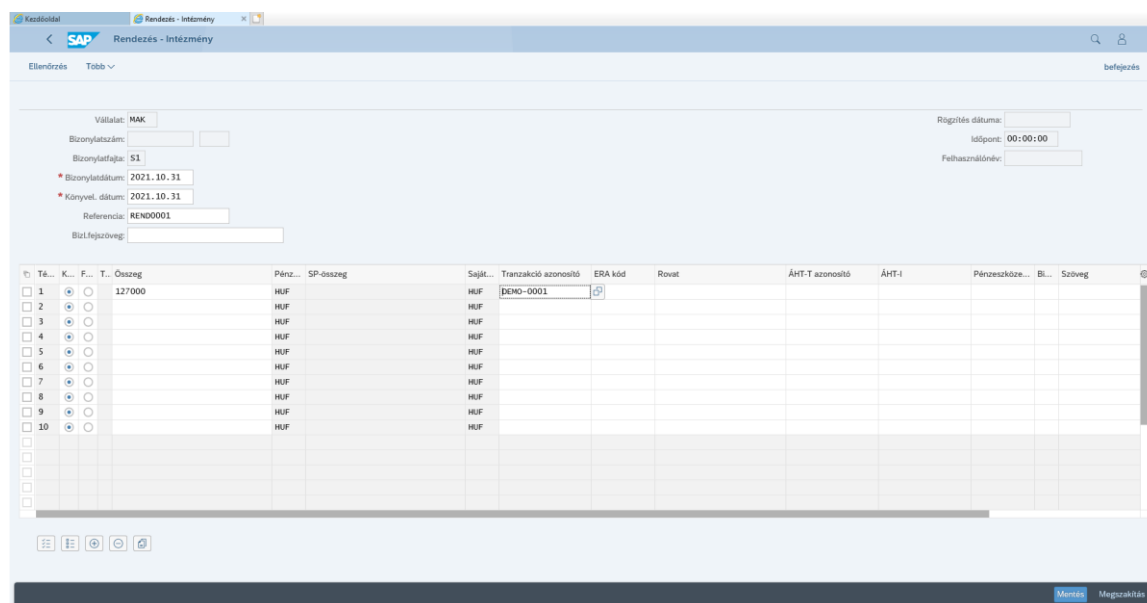 Kezdőoldal Rendezés - Intézmény
SAP Rendezés - Intézmény
Ellenőrzés Több befejezés
Vállalat: MAK Rögzítés dátuma:
Bizonylatszám: Időpont: 00:00:00
Bizonylatfajta: S1 Felhasználónév:
* Bizonylatdátum: 2021.10.31
* Könyvel. dátum: 2021.10.31
Referencia: REND0001
Bizl.fejszöveg:
Té... K... F... T... Összeg Pénz... SP-összeg Saját... Tranzakció azonosító ERA kód Rovat ÁHT-T azonosító ÁHT-I Pénzeszköze... Bi... Szöveg
1 127000 HUF HUF DEMO-0001
2 HUF HUF
3 HUF HUF
4 HUF HUF
5 HUF HUF
6 HUF HUF
7 HUF HUF
8 HUF HUF
9 HUF HUF
10 HUF HUF
Mentés Megszakítás